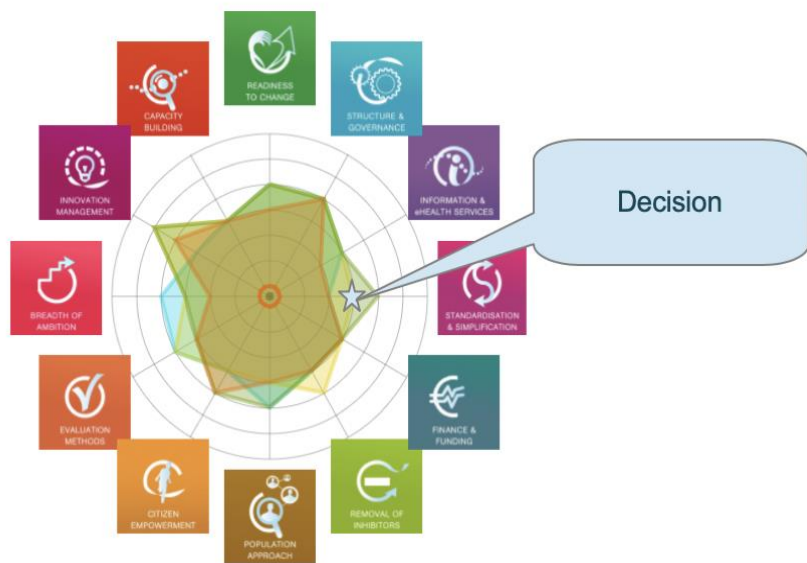 READINESS
TO CHANGE
STRUCTURE &
GOVERNANCE
INFORMATION &
eHEALTH SERVICES
STANDARDISATION
& SIMPLIFICATION
FINANCE &
FUNDING
REMOVAL OF
INHIBITORS
POPULATION
APPROACH
CITIZEN
EMPOWERMENT
EVALUATION
METHODS
BREADTH OF
AMBITION
INNOVATION
MANAGEMENT
CAPACITY
BUILDING
Decision